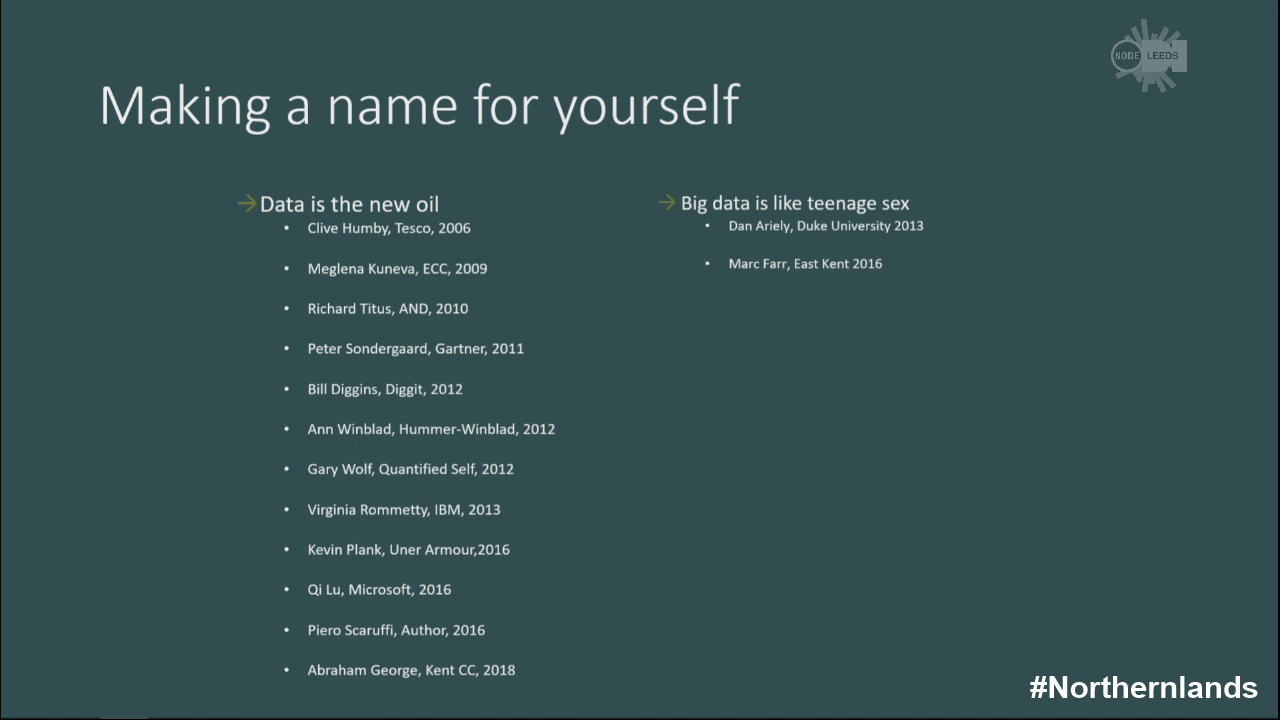 NODE LEEDS
Making a name for yourself
→Data is the new oil
• Clive Humby, Tesco, 2006
• Meglena Kuneva, ECC, 2009
• Richard Titus, AND, 2010
• Peter Sondergaard, Gartner, 2011
• Bill Diggins, Diggit, 2012
• Ann Winblad, Hummer-Winblad, 2012
• Gary Wolf, Quantified Self, 2012
• Virginia Rommetty, IBM, 2013
• Kevin Plank, Uner Armour,2016
• Qi Lu, Microsoft, 2016
• Piero Scaruffi, Author, 2016
• Abraham George, Kent CC, 2018
→ Big data is like teenage sex
• Dan Ariely, Duke University 2013
• Marc Farr, East Kent 2016
#Northernlands